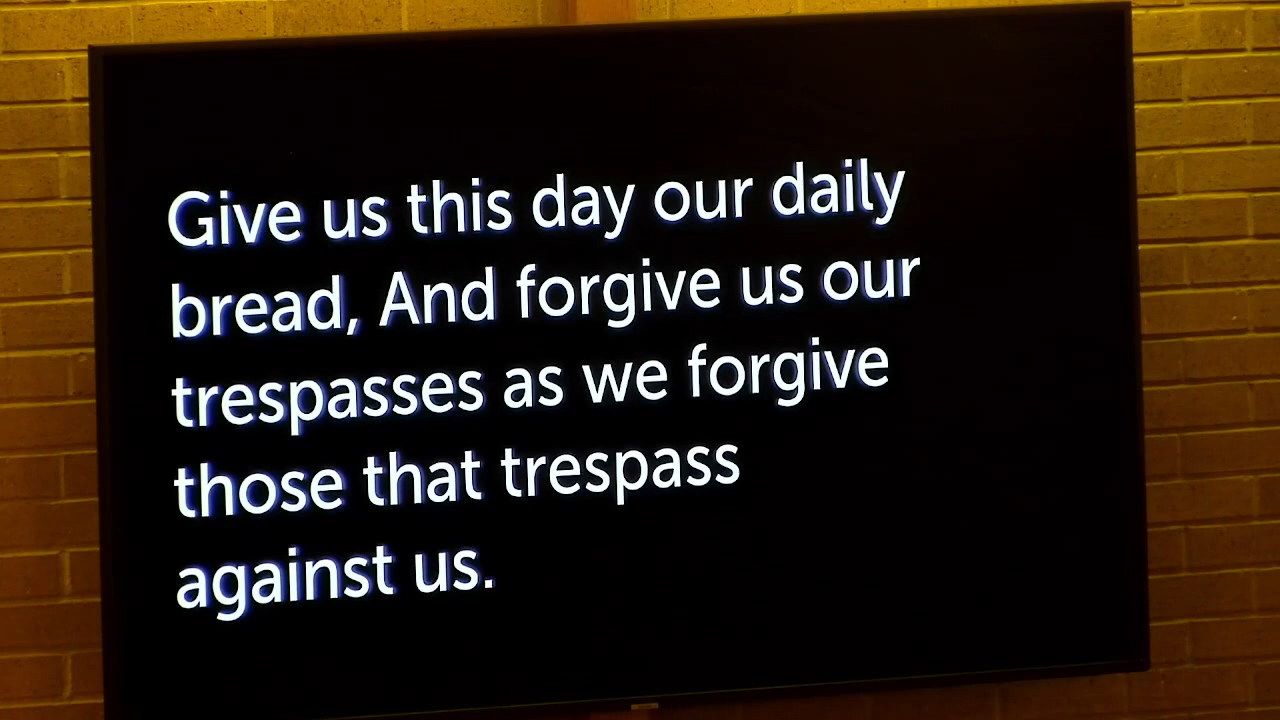 Give us this day our daily
bread, And forgive us our
trespasses as we forgive
those that trespass
against us.